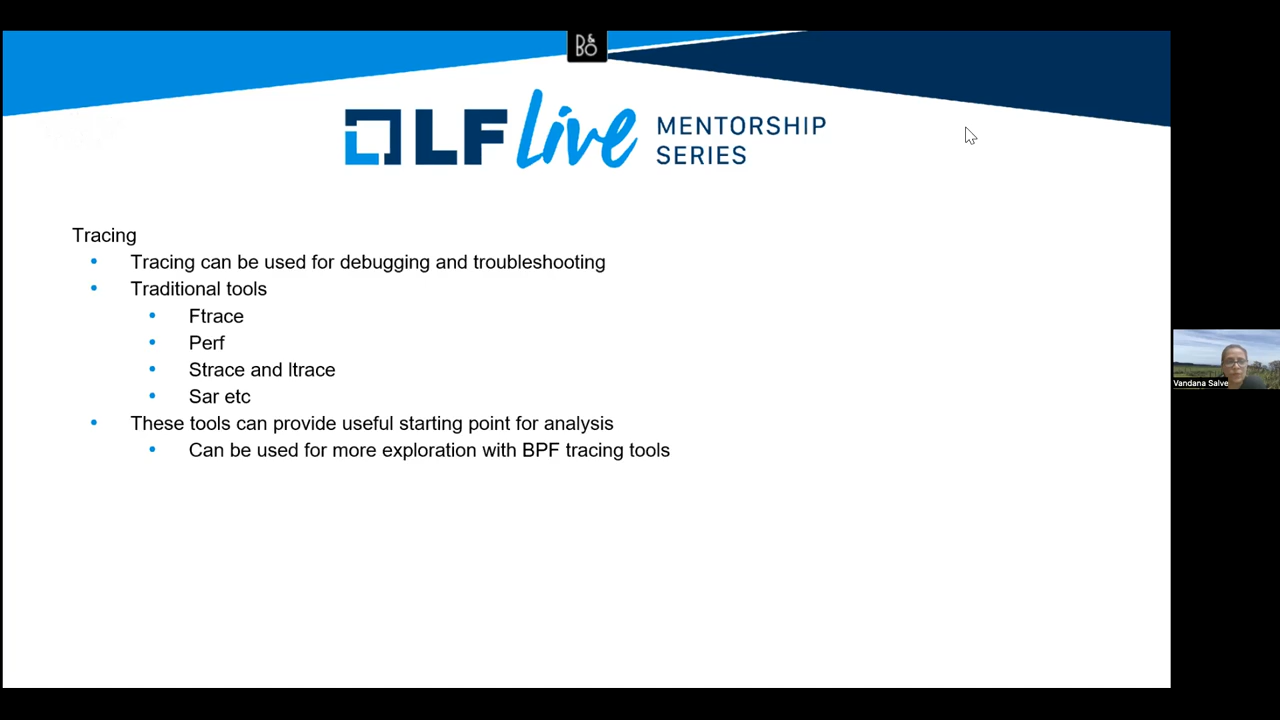 B&O
LF Live MENTORSHIP
SERIES
Tracing
• Tracing can be used for debugging and troubleshooting
• Traditional tools
• Ftrace
• Perf
• Strace and ltrace
• Sar etc
• These tools can provide useful starting point for analysis
• Can be used for more exploration with BPF tracing tools
Vandana Salve